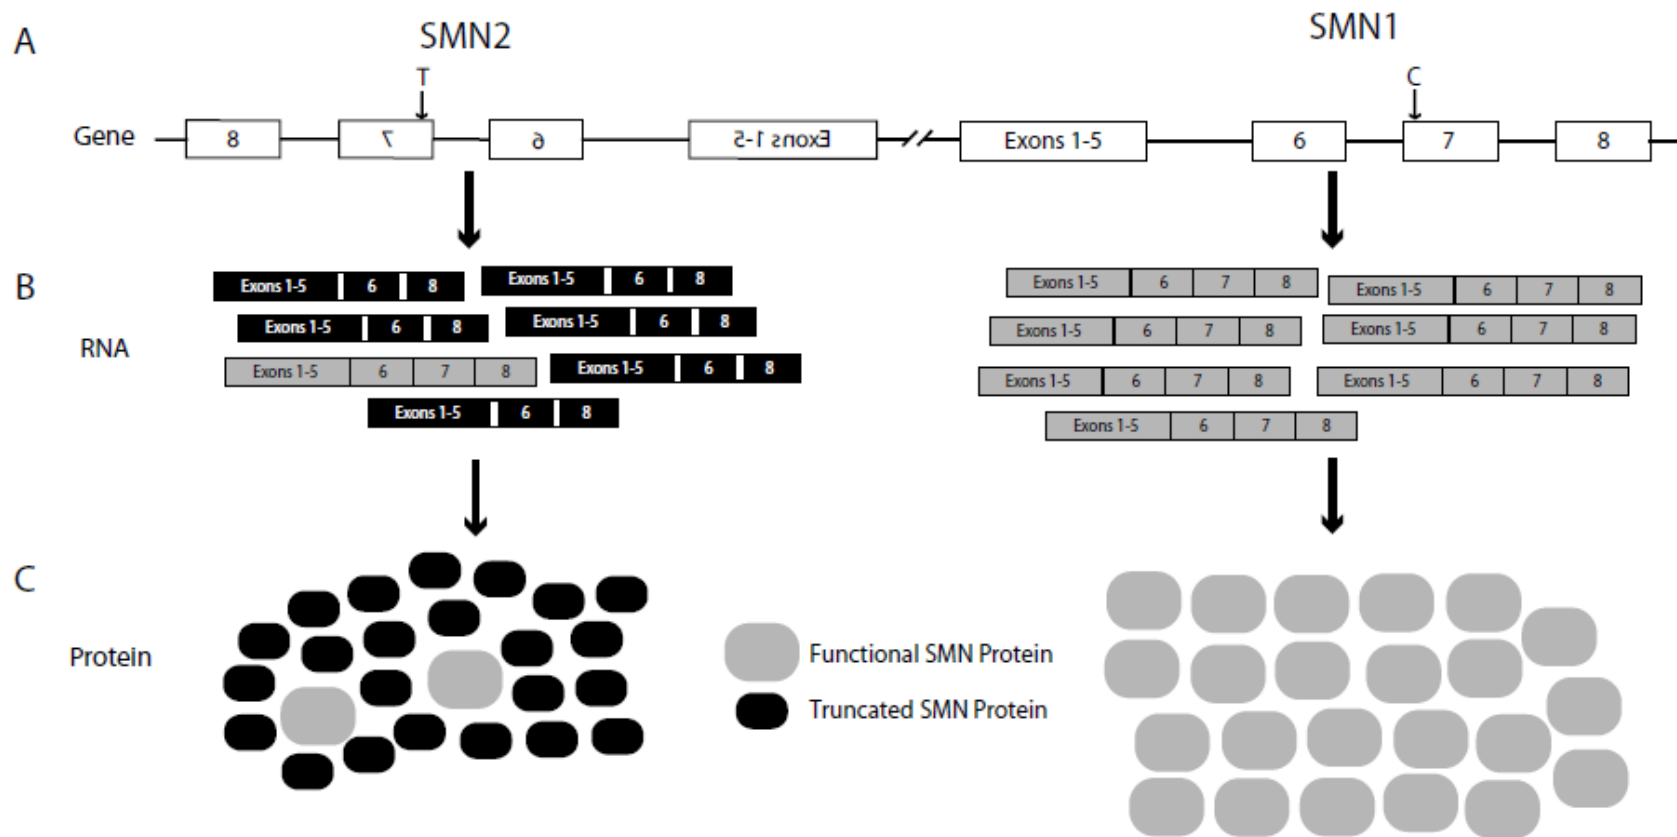 A
SMN2
SMN1
T
C
Gene
8
7
6
Exons 1-5
Exons 1-5
6
7
8
B
RNA
Exons 1-5 6 8
Exons 1-5 6 8
Exons 1-5 6 8
Exons 1-5 6 8
Exons 1-5 6 7 8
Exons 1-5 6 8
Exons 1-5 6 8
Exons 1-5 6 7 8
Exons 1-5 6 7 8
Exons 1-5 6 7 8
Exons 1-5 6 7 8
Exons 1-5 6 7 8
Exons 1-5 6 7 8
Exons 1-5 6 7 8
C
Protein
Functional SMN Protein
Truncated SMN Protein